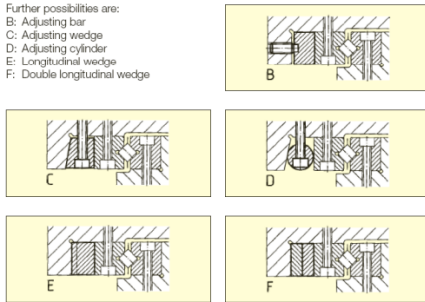 Further possibilities are:
B: Adjusting bar
C: Adjusting wedge
D: Adjusting cylinder
E: Longitudinal wedge
F: Double longitudinal wedge
B
C
D
E
F